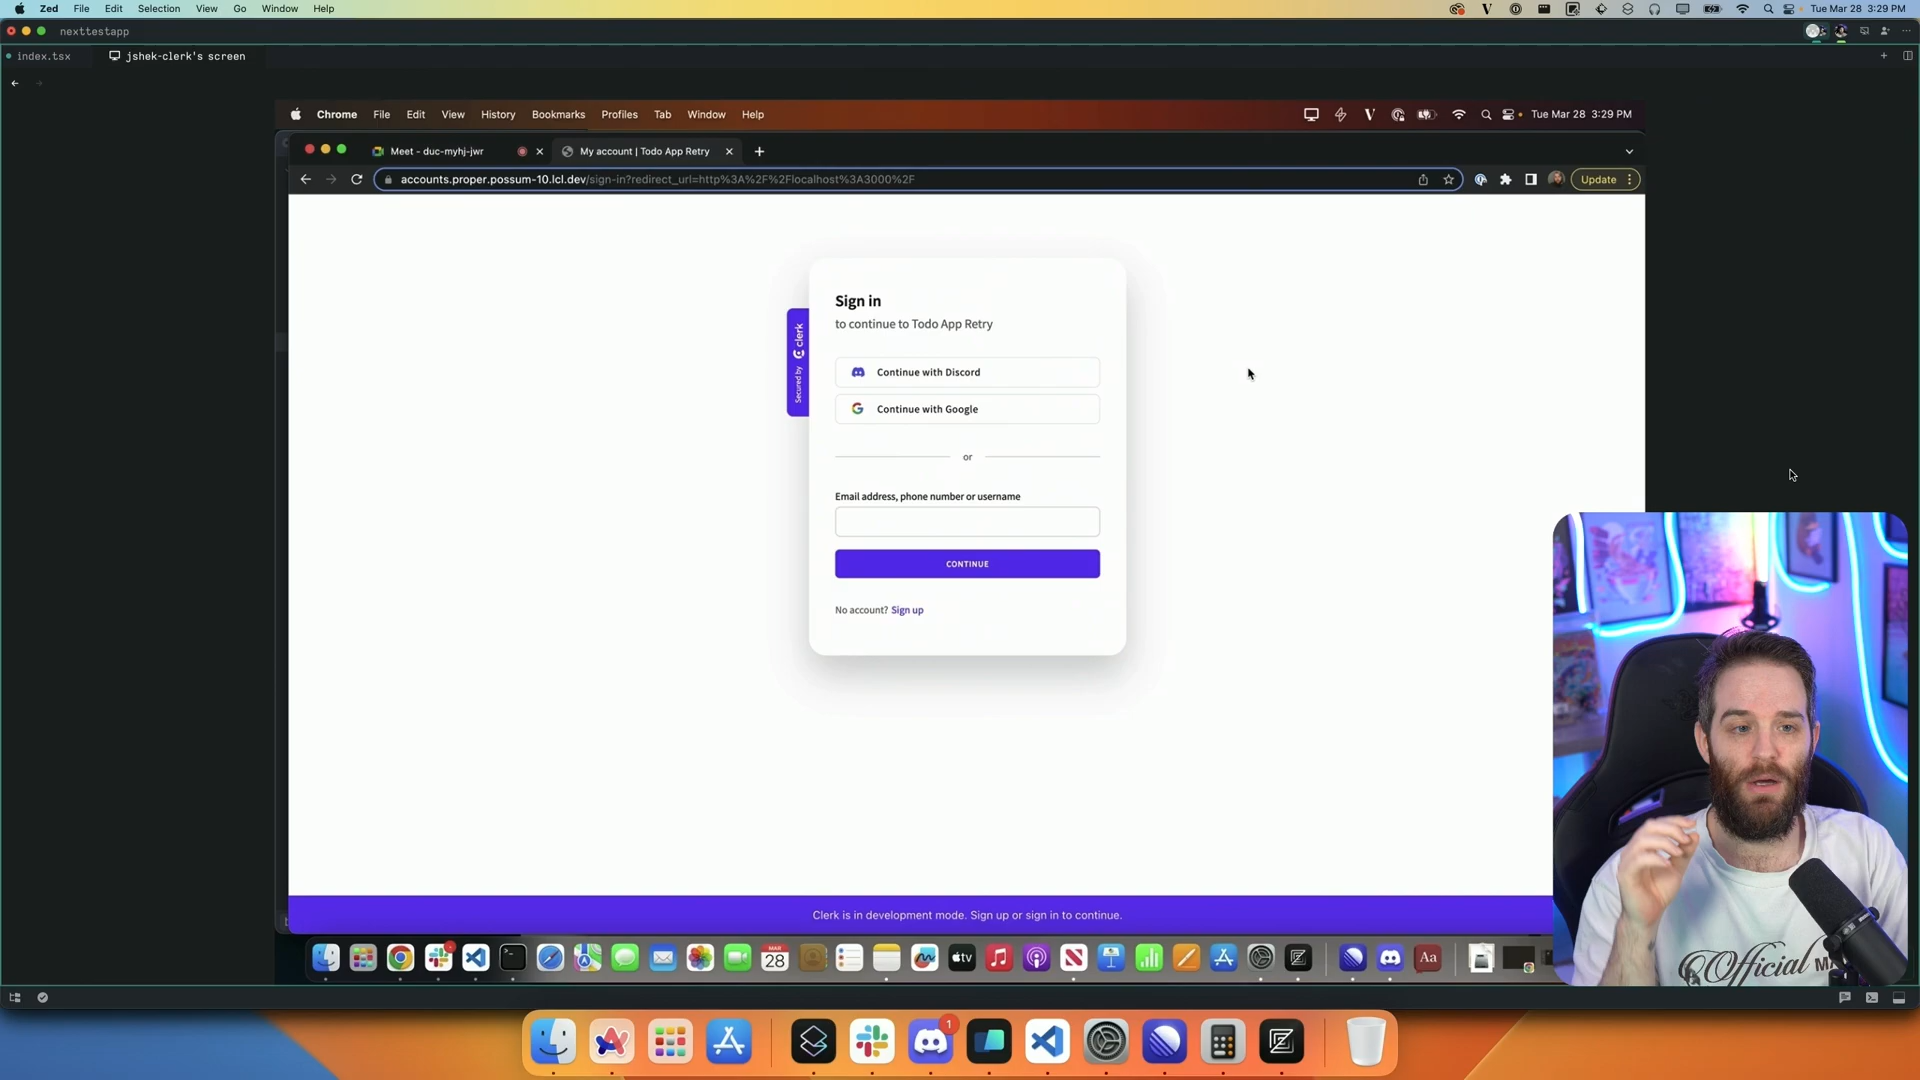 Zed File Edit Selection View Go Window Help
Tue Mar 28 3:29 PM
nexttestapp
index.tsx
jshek-clerk's screen
Chrome File Edit View History Bookmarks Profiles Tab Window Help
Tue Mar 28 3:29 PM
Meet - duc-myhj-jwr
My account | Todo App Retry
accounts.proper.possum-10.lcl.dev/sign-in?redirect_url=http%3A%2F%2Flocalhost%3A3000%2F
Update
Sign in
to continue to Todo App Retry
Secured by clerk
Continue with Discord
Continue with Google
or
Email address, phone number or username
CONTINUE
No account? Sign up
Clerk is in development mode. Sign up or sign in to continue.
MAR
28
tv
Aa
1
Official